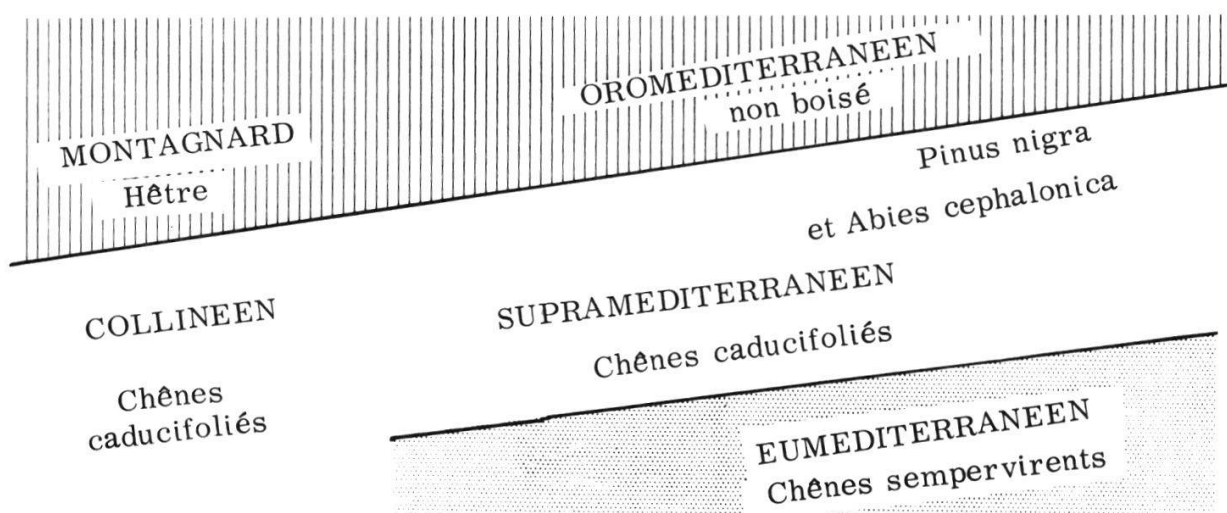 MONTAGNARD
Hêtre
OROMEDITERRANEEN
non boisé
Pinus nigra
et Abies cephalonica
COLLINEEN
Chênes
caducifoliés
SUPRAMEDITERRANEEN
Chênes caducifoliés
EUMEDITERRANEEN
Chênes sempervirents